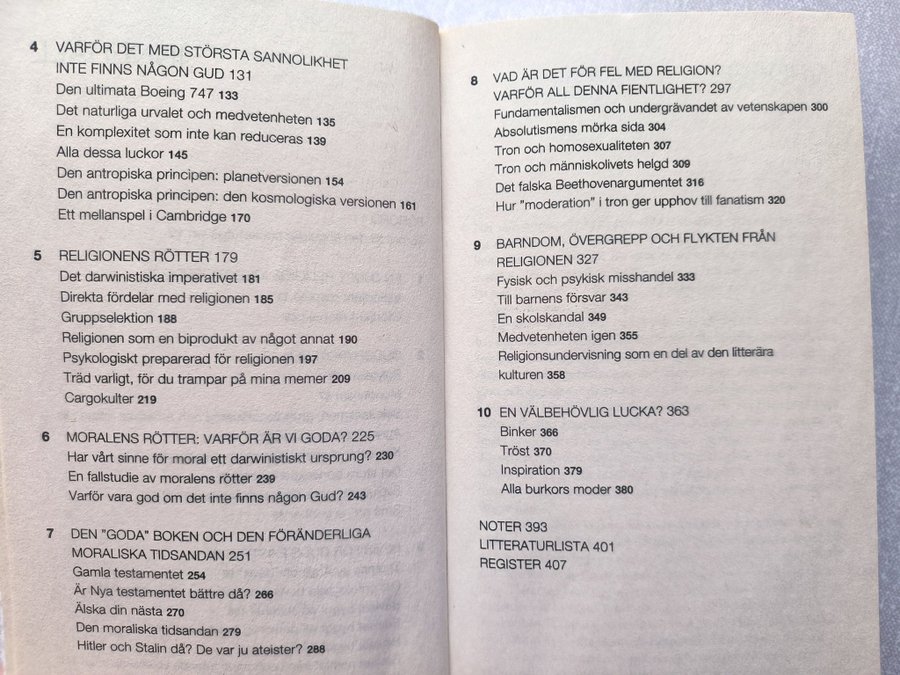 4 VARFÖR DET MED STÖRSTA SANNOLIKHET
INTE FINNS NÅGON GUD 131
Den ultimata Boeing 747 133
Det naturliga urvalet och medvetenheten 135
En komplexitet som inte kan reduceras 139
Alla dessa luckor 145
Den antropiska principen: planetversionen 154
Den antropiska principen: den kosmologiska versionen 161
Ett mellanspel i Cambridge 170
5 RELIGIONENS RÖTTER 179
Det darwinistiska imperativet 181
Direkta fördelar med religionen 185
Gruppselektion 188
Religionen som en biprodukt av något annat 190
Psykologiskt preparerad för religionen 197
Träd varligt, för du trampar på mina memer 209
Cargokulter 219
6 MORALENS RÖTTER: VARFÖR ÄR VI GODA? 225
Har vårt sinne för moral ett darwinistiskt ursprung? 230
En fallstudie av moralens rötter 239
Varför vara god om det inte finns någon Gud? 243
7 DEN "GODA" BOKEN OCH DEN FÖRÄNDERLIGA
MORALISKA TIDSANDAN 251
Gamla testamentet 254
Är Nya testamentet bättre då? 266
Älska din nästa 270
Den moraliska tidsandan 279
Hitler och Stalin då? De var ju ateister? 288
8 VAD ÄR DET FÖR FEL MED RELIGION?
VARFÖR ALL DENNA FIENTLIGHET? 297
Fundamentalismen och undergrävandet av vetenskapen 300
Absolutismens mörka sida 304
Tron och homosexualiteten 307
Tron och människolivets helgd 309
Det falska Beethovenargumentet 316
Hur "moderation" i tron ger upphov till fanatism 320
9 BARNDOM, ÖVERGREPP OCH FLYKTEN FRÅN
RELIGIONEN 327
Fysisk och psykisk misshandel 333
Till barnens försvar 343
En skolskandal 349
Medvetenheten igen 355
Religionsundervisning som en del av den litterära
kulturen 358
10 EN VÄLBEHÖVLIG LUCKA? 363
Binker 366
Tröst 370
Inspiration 379
Alla burkors moder 380
NOTER 393
LITTERATURLISTA 401
REGISTER 407